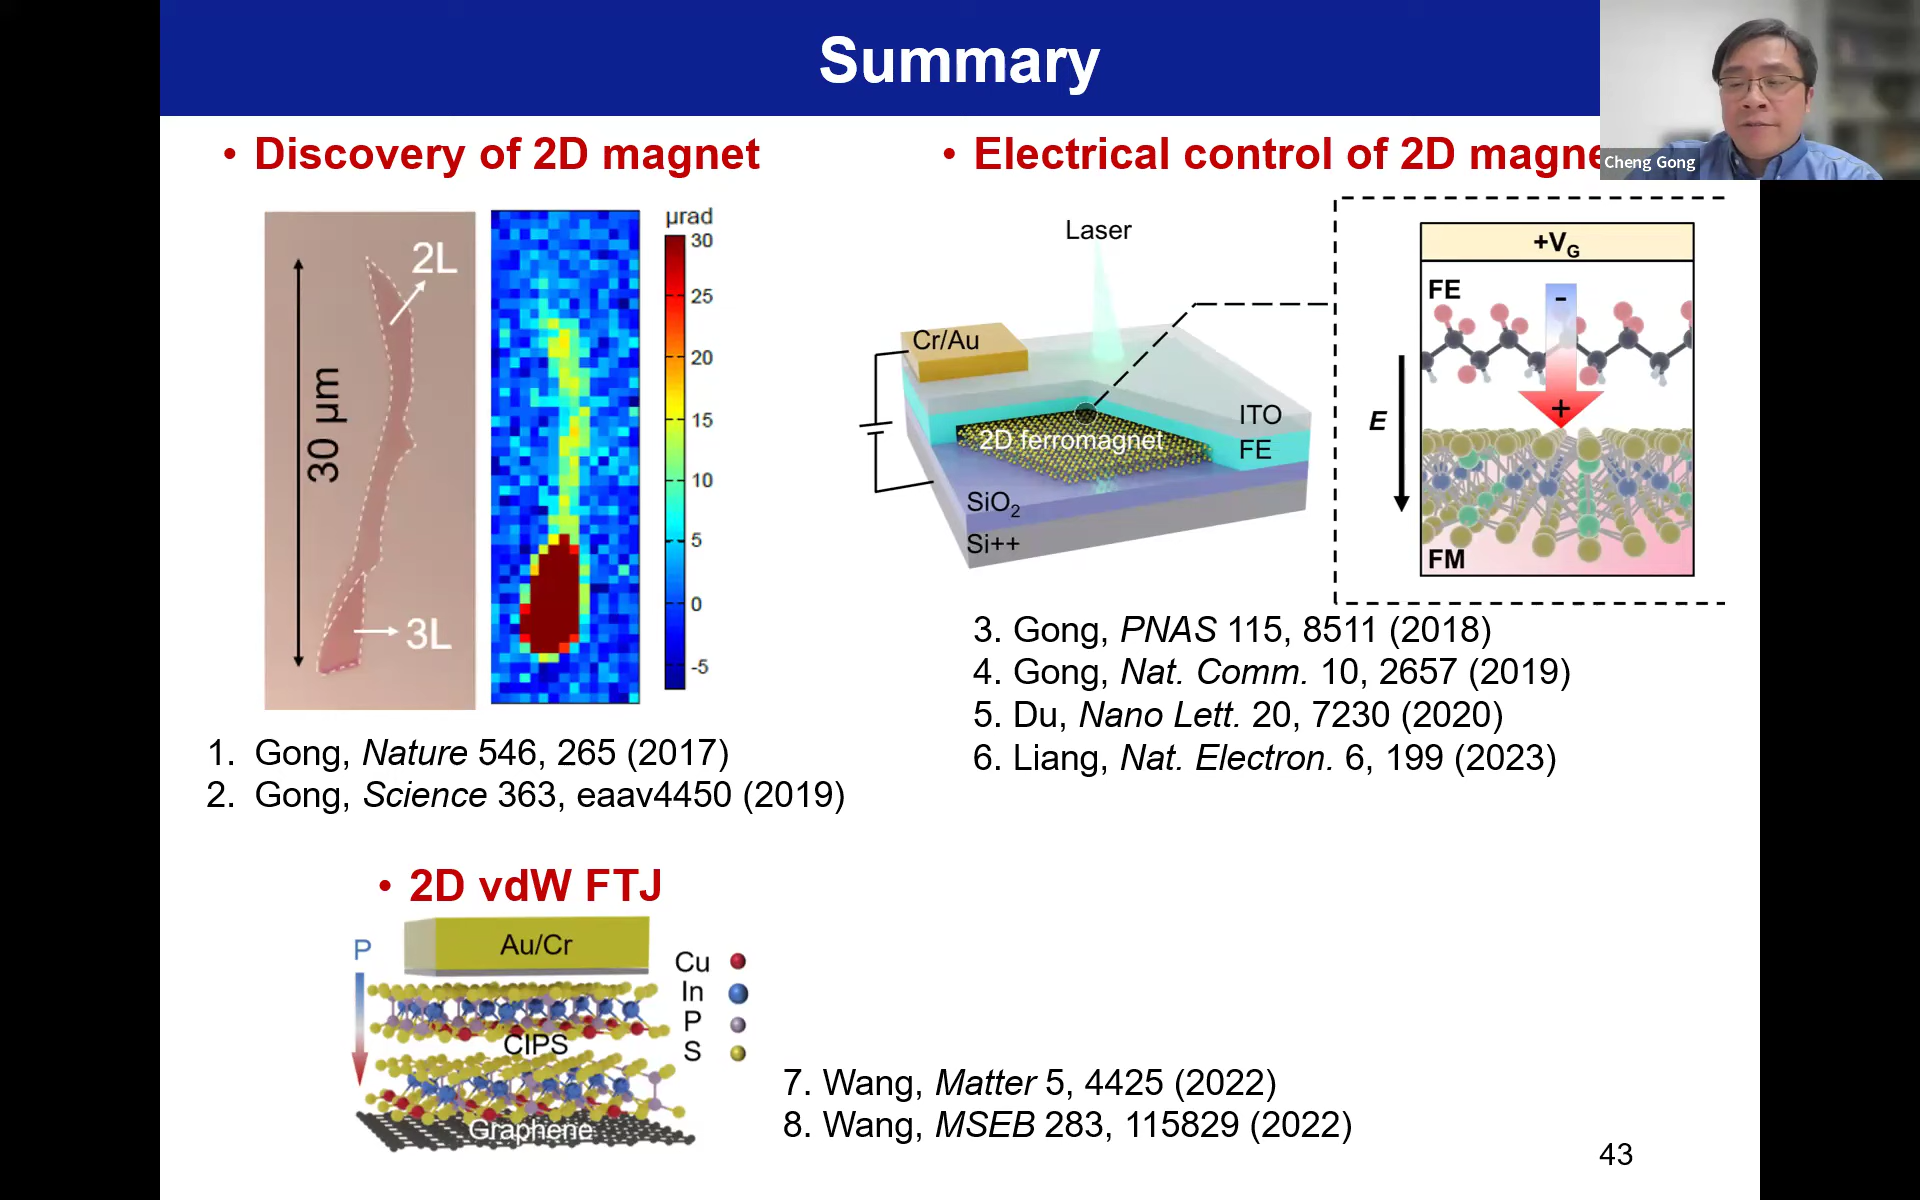 Summary
Cheng Gong
• Discovery of 2D magnet
µrad
30
25
20
15
10
5
0
-5
2L
30 µm
3L
1. Gong, Nature 546, 265 (2017)
2. Gong, Science 363, eaav4450 (2019)
• Electrical control of 2D magne
Laser
Cr/Au
2D ferromagnet
ITO
FE
SiO2
Si++
+VG
FE
-
+
E
FM
3. Gong, PNAS 115, 8511 (2018)
4. Gong, Nat. Comm. 10, 2657 (2019)
5. Du, Nano Lett. 20, 7230 (2020)
6. Liang, Nat. Electron. 6, 199 (2023)
• 2D vdW FTJ
P
Au/Cr
CIPS
Graphene
Cu
In
P
S
7. Wang, Matter 5, 4425 (2022)
8. Wang, MSEB 283, 115829 (2022)
43